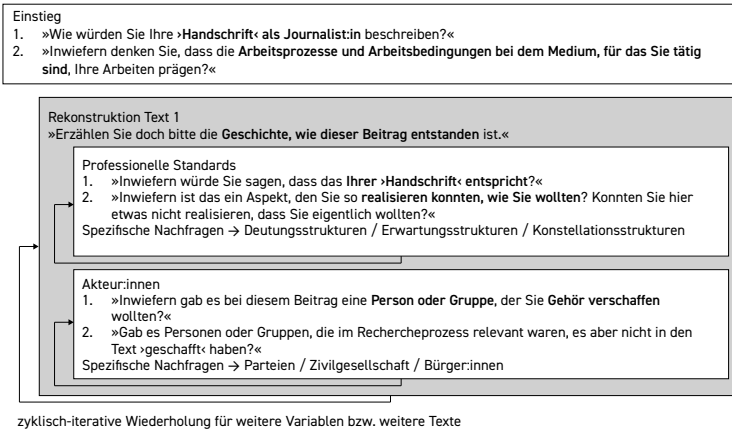 Einstieg
1. »Wie würden Sie Ihre ›Handschrift‹ als Journalist:in beschreiben?«
2. »Inwiefern denken Sie, dass die Arbeitsprozesse und Arbeitsbedingungen bei dem Medium, für das Sie tätig
sind, Ihre Arbeiten prägen?«
Rekonstruktion Text 1
»Erzählen Sie doch bitte die Geschichte, wie dieser Beitrag entstanden ist.«
Professionelle Standards
1. »Inwiefern würde Sie sagen, dass das Ihrer ›Handschrift‹ entspricht?«
2. »Inwiefern ist das ein Aspekt, den Sie so realisieren konnten, wie Sie wollten? Konnten Sie hier
etwas nicht realisieren, dass Sie eigentlich wollten?«
Spezifische Nachfragen → Deutungsstrukturen / Erwartungsstrukturen / Konstellationsstrukturen
Akteur:innen
1. »Inwiefern gab es bei diesem Beitrag eine Person oder Gruppe, der Sie Gehör verschaffen
wollten?«
2. »Gab es Personen oder Gruppen, die im Rechercheprozess relevant waren, es aber nicht in den
Text ›geschafft‹ haben?«
Spezifische Nachfragen → Parteien / Zivilgesellschaft / Bürger:innen
zyklisch-iterative Wiederholung für weitere Variablen bzw. weitere Texte